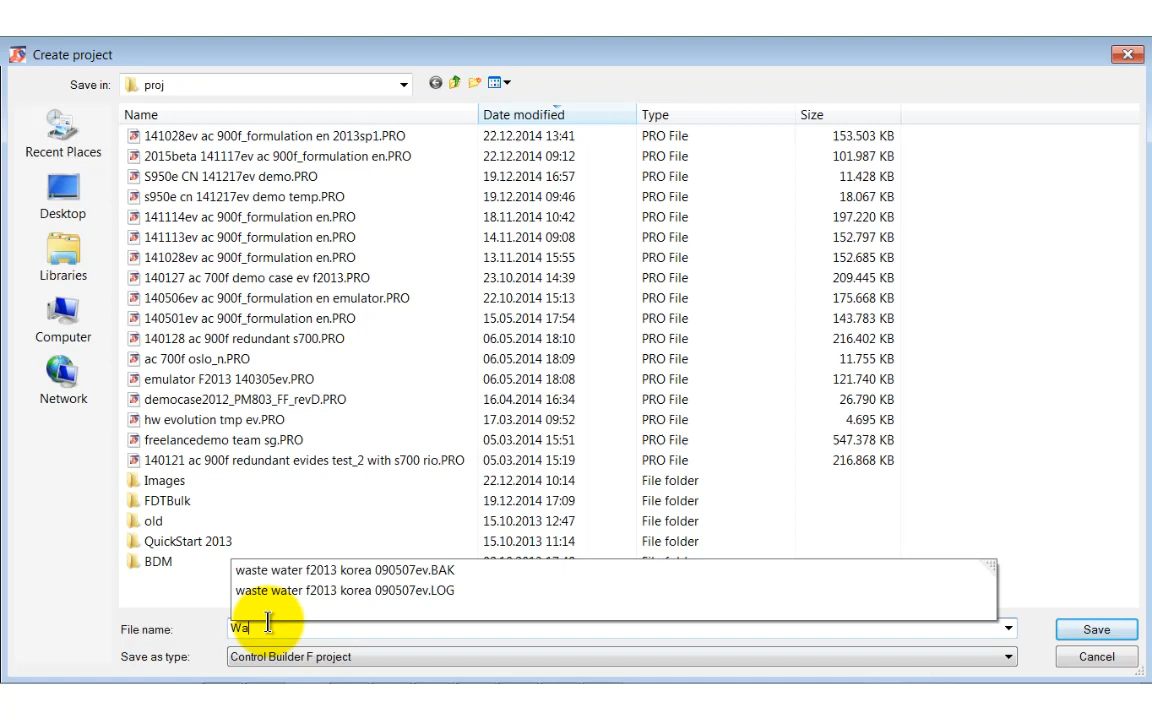 Create project
Save in: proj
Name Date modified Type Size
141028ev ac 900f_formulation en 2013sp1.PRO 22.12.2014 13:41 PRO File 153.503 KB
2015beta 141117ev ac 900f_formulation en.PRO 22.12.2014 09:12 PRO File 101.987 KB
Recent Places
S950e CN 141217ev demo.PRO 19.12.2014 16:57 PRO File 11.428 KB
s950e cn 141217ev demo temp.PRO 19.12.2014 09:46 PRO File 18.067 KB
Desktop
141114ev ac 900f_formulation en.PRO 18.11.2014 10:42 PRO File 197.220 KB
141113ev ac 900f_formulation en.PRO 14.11.2014 09:08 PRO File 152.797 KB
141028ev ac 900f_formulation en.PRO 13.11.2014 15:55 PRO File 152.685 KB
Libraries
140127 ac 700f demo case ev f2013.PRO 23.10.2014 14:39 PRO File 209.445 KB
140506ev ac 900f_formulation en emulator.PRO 22.10.2014 15:13 PRO File 175.668 KB
140501ev ac 900f_formulation en.PRO 15.05.2014 17:54 PRO File 143.783 KB
Computer
140128 ac 900f redundant s700.PRO 06.05.2014 18:10 PRO File 216.402 KB
ac 700f oslo_n.PRO 06.05.2014 18:09 PRO File 11.755 KB
emulator F2013 140305ev.PRO 06.05.2014 18:08 PRO File 121.740 KB
Network
democase2012_PM803_FF_revD.PRO 16.04.2014 16:34 PRO File 26.790 KB
hw evolution tmp ev.PRO 17.03.2014 09:52 PRO File 4.695 KB
freelancedemo team sg.PRO 05.03.2014 15:51 PRO File 547.378 KB
140121 ac 900f redundant evides test_2 with s700 rio.PRO 05.03.2014 15:19 PRO File 216.868 KB
Images 22.12.2014 10:14 File folder
FDTBulk 19.12.2014 17:09 File folder
old 15.10.2013 12:47 File folder
QuickStart 2013 15.10.2013 11:14 File folder
BDM
waste water f2013 korea 090507ev.BAK
waste water f2013 korea 090507ev.LOG
File name: Wa Save
Save as type: Control Builder F project Cancel